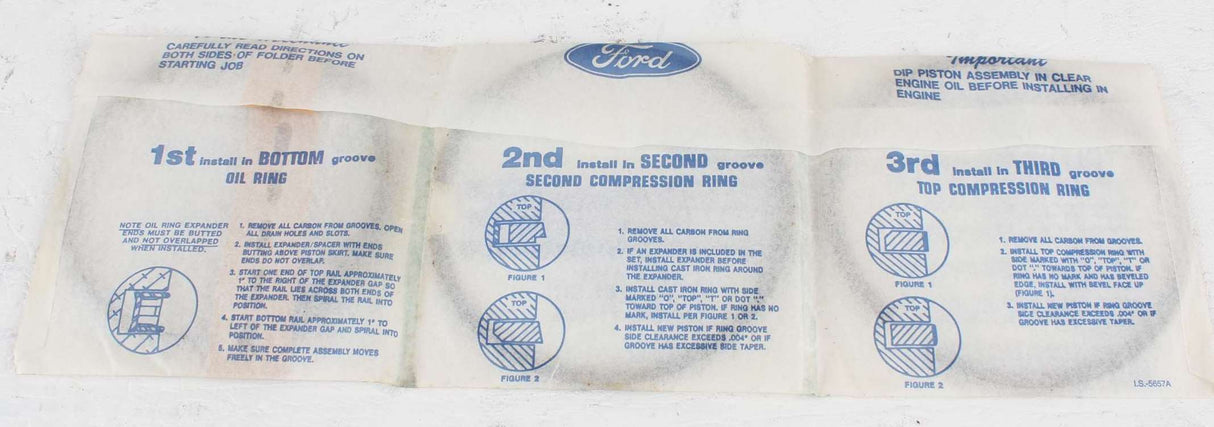 CAREFULLY READ DIRECTIONS ON
BOTH SIDES OF FOLDER BEFORE
STARTING JOB
Ford
Important
DIP PISTON ASSEMBLY IN CLEAR
ENGINE OIL BEFORE INSTALLING IN
ENGINE
1st install in BOTTOM groove
OIL RING
NOTE OIL RING EXPANDER
ENDS MUST BE BUTTED
AND NOT OVERLAPPED
WHEN INSTALLED.
1. REMOVE ALL CARBON FROM GROOVES, OPEN
ALL DRAIN HOLES AND SLOTS.
2. INSTALL EXPANDER/SPACER WITH ENDS
BUTTING ABOVE PISTON SKIRT. MAKE SURE
ENDS DO NOT OVERLAP.
3. START ONE END OF TOP RAIL APPROXIMATELY
1" TO THE RIGHT OF THE EXPANDER GAP SO
THAT THE RAIL LIES ACROSS BOTH ENDS OF
THE EXPANDER. THEN SPIRAL THE RAIL INTO
POSITION.
4. START BOTTOM RAIL APPROXIMATELY 1" TO
LEFT OF THE EXPANDER GAP AND SPIRAL INTO
POSITION.
5. MAKE SURE COMPLETE ASSEMBLY MOVES
FREELY IN THE GROOVE.
2nd install in SECOND groove
SECOND COMPRESSION RING
TOP
FIGURE 1
TOP
FIGURE 2
1. REMOVE ALL CARBON FROM RING
GROOVES.
2. IF AN EXPANDER IS INCLUDED IN THE
SET, INSTALL EXPANDER BEFORE
INSTALLING CAST IRON RING AROUND
THE EXPANDER.
3. INSTALL CAST IRON RING WITH SIDE
MARKED "O", "TOP", "T" OR DOT "."
TOWARD TOP OF PISTON. IF RING HAS NO
MARK, INSTALL PER FIGURE 1 OR 2.
4. INSTALL NEW PISTON IF RING GROOVE
SIDE CLEARANCE EXCEEDS .004" OR IF
GROOVE HAS EXCESSIVE SIDE TAPER.
3rd install in THIRD groove
TOP COMPRESSION RING
TOP
FIGURE 1
TOP
FIGURE 2
1. REMOVE ALL CARBON FROM GROOVES.
2. INSTALL TOP COMPRESSION RING WITH
SIDE MARKED WITH "O", "TOP", "T" OR
DOT "." TOWARDS TOP OF PISTON. IF
RING HAS NO MARK AND HAS BEVELED
EDGE, INSTALL WITH BEVEL FACE UP
(FIGURE 1).
3. INSTALL NEW PISTON IF RING GROOVE
SIDE CLEARANCE EXCEEDS .004" OR IF
GROOVE HAS EXCESSIVE TAPER.
I.S.-5657A